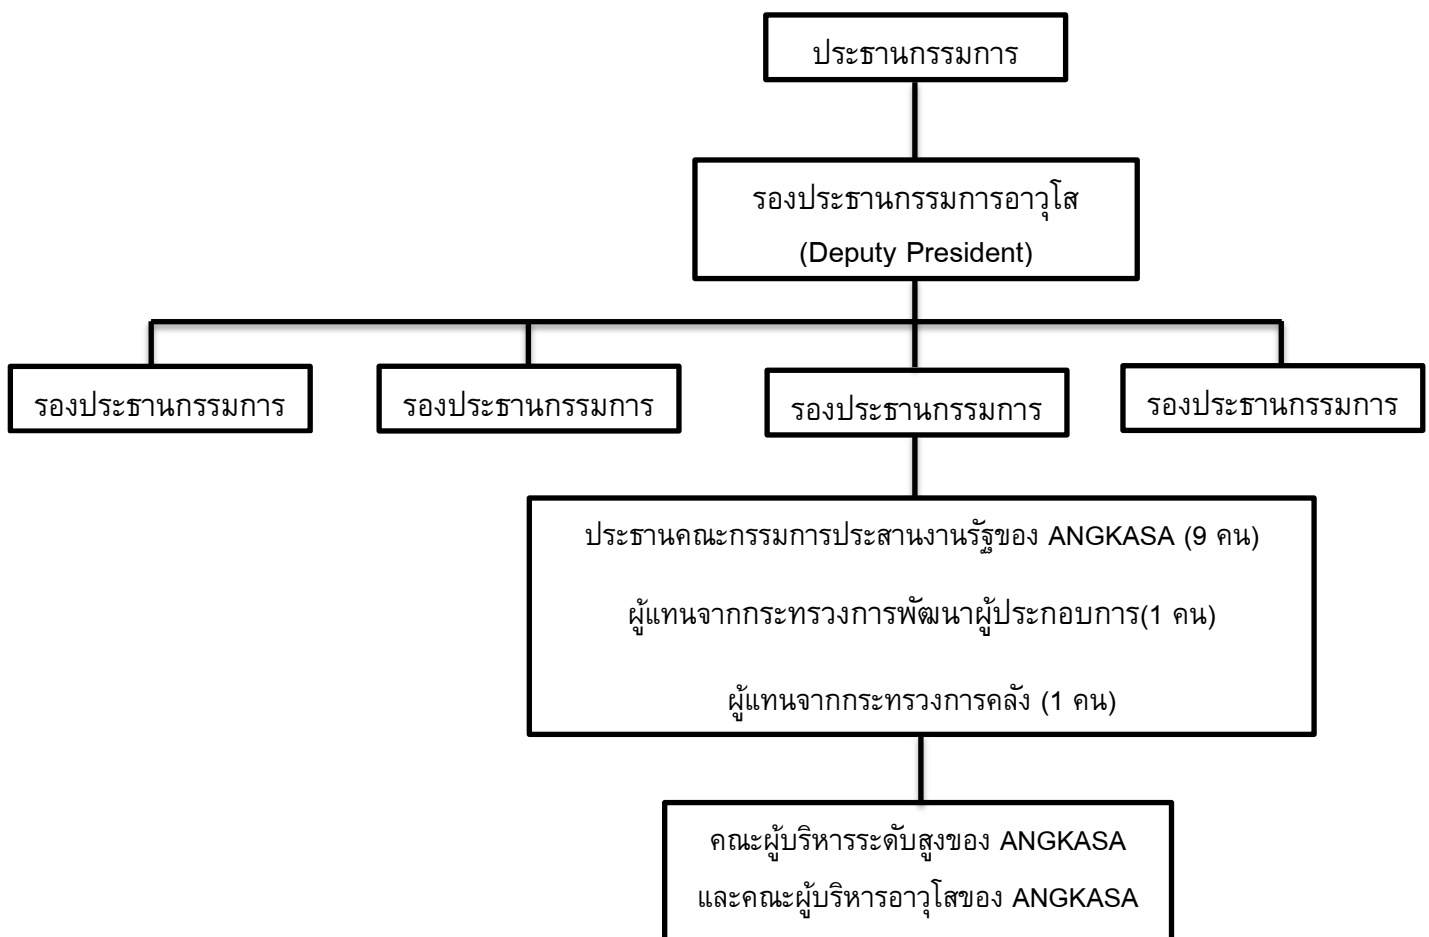 ประธานกรรมการ
รองประธานกรรมการอาวุโส
(Deputy President)
รองประธานกรรมการ
รองประธานกรรมการ
รองประธานกรรมการ
รองประธานกรรมการ
ประธานคณะกรรมการประสานงานรัฐของ ANGKASA (9 คน)
ผู้แทนจากกระทรวงการพัฒนาผู้ประกอบการ(1 คน)
ผู้แทนจากกระทรวงการคลัง (1 คน)
คณะผู้บริหารระดับสูงของ ANGKASA
และคณะผู้บริหารอาวุโสของ ANGKASA